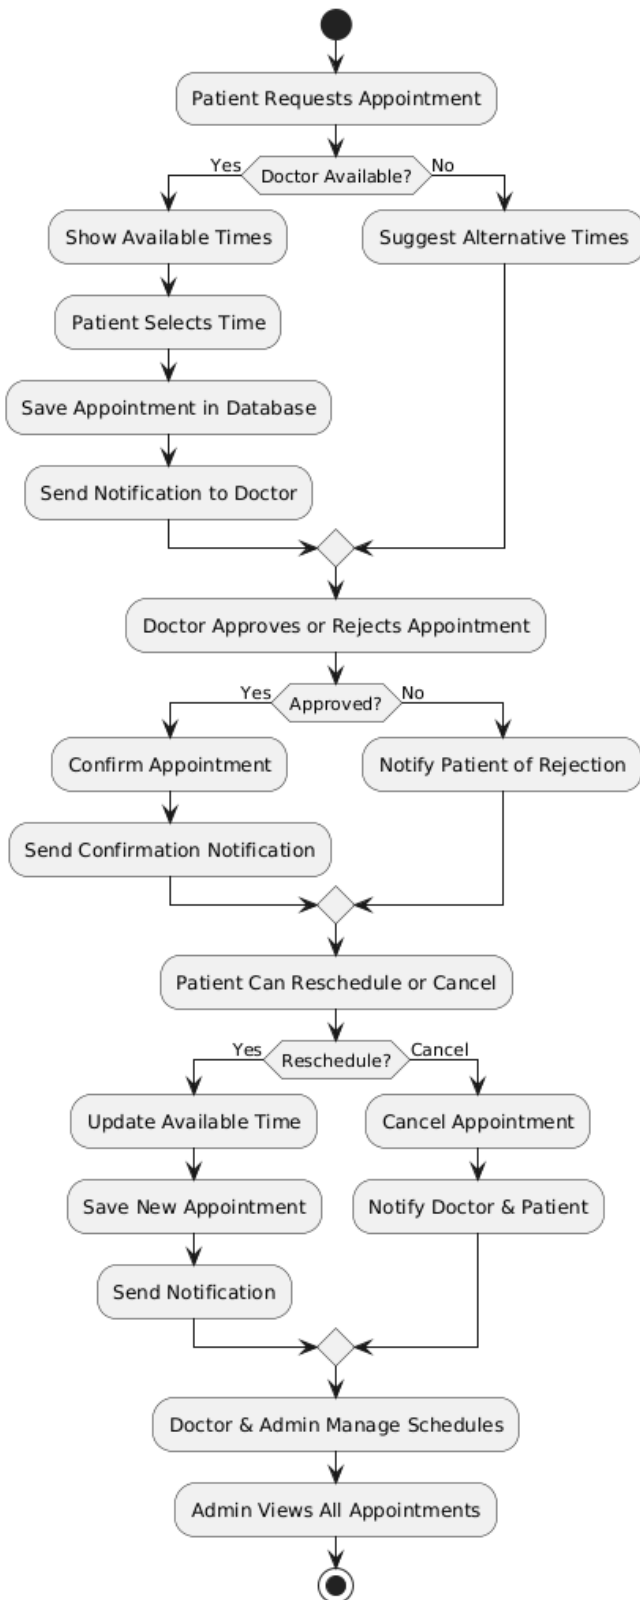 Patient Requests Appointment
Yes
Doctor Available?
No
Show Available Times
Suggest Alternative Times
Patient Selects Time
Save Appointment in Database
Send Notification to Doctor
Doctor Approves or Rejects Appointment
Yes
Approved?
No
Confirm Appointment
Notify Patient of Rejection
Send Confirmation Notification
Patient Can Reschedule or Cancel
Yes
Reschedule?
Cancel
Update Available Time
Cancel Appointment
Save New Appointment
Notify Doctor & Patient
Send Notification
Doctor & Admin Manage Schedules
Admin Views All Appointments